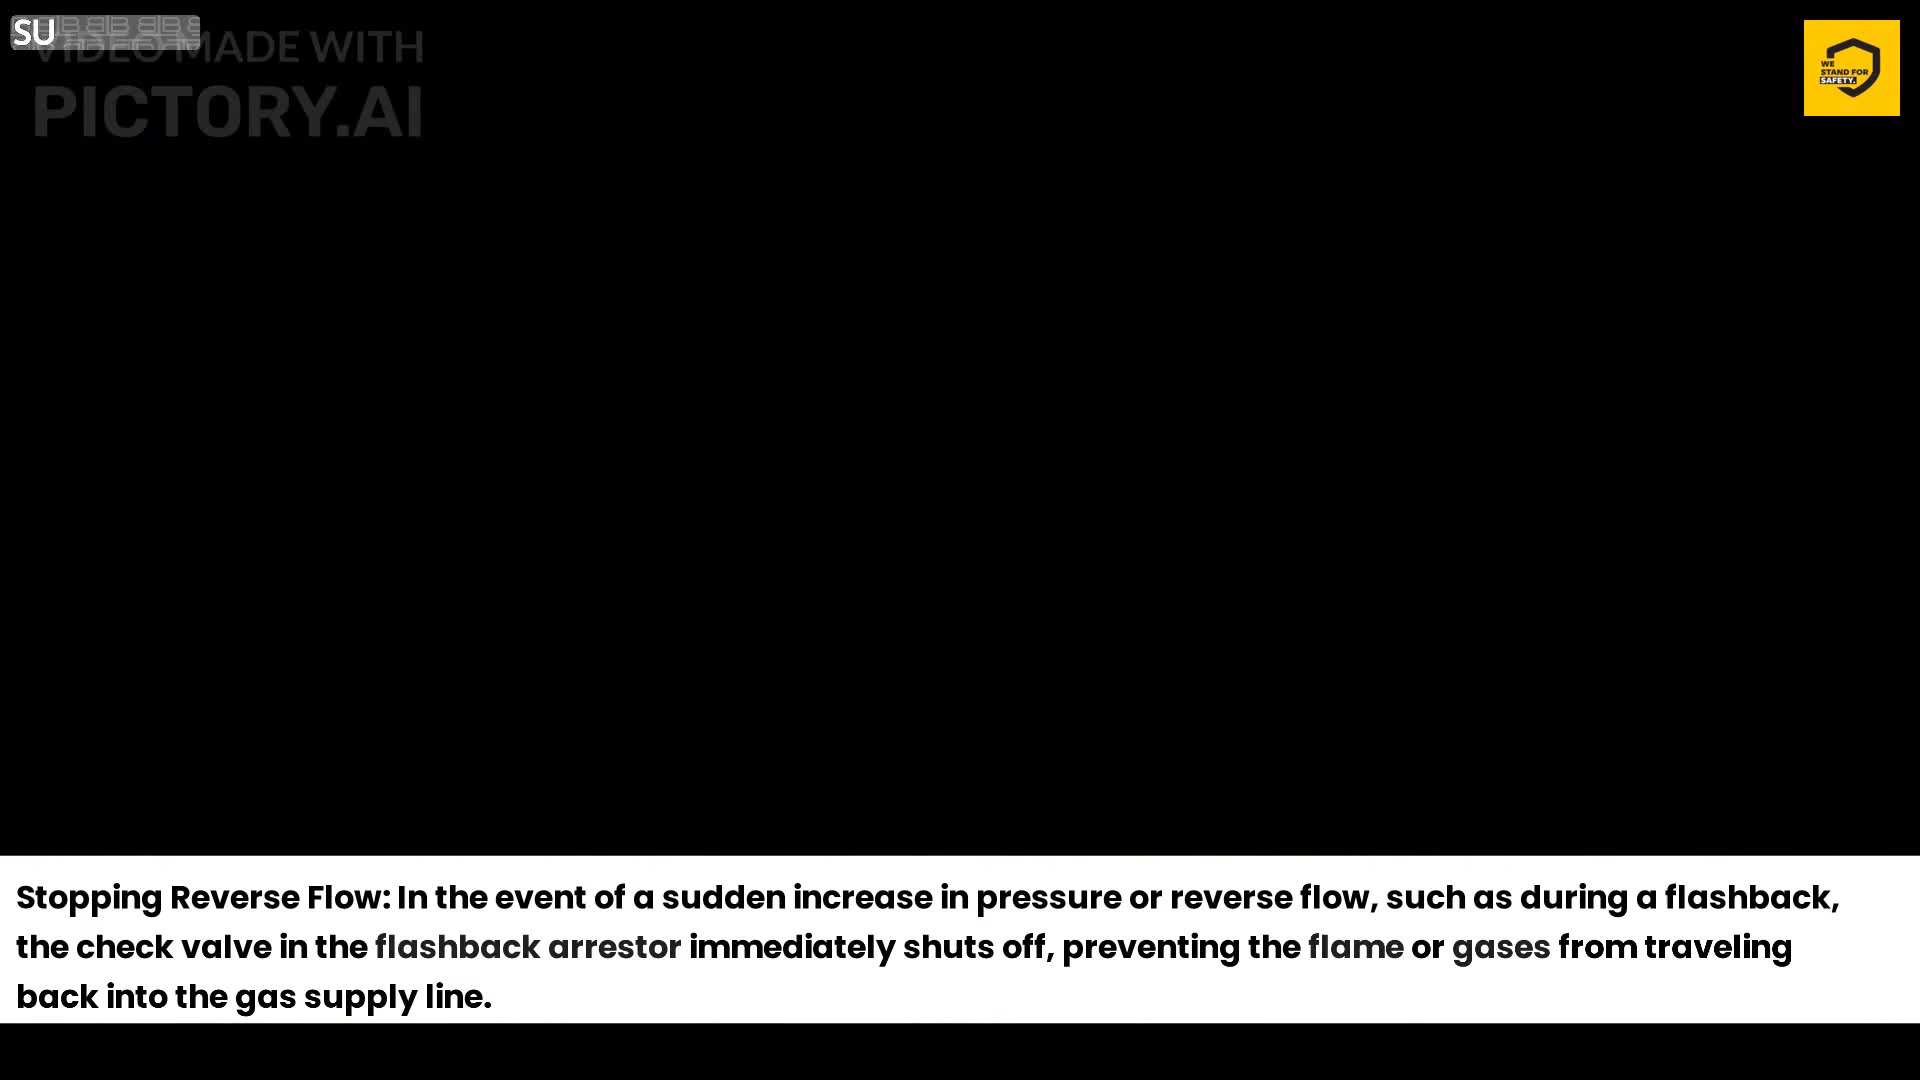 SU
VIDEO MADE WITH
PICTORY.AI
WE
STAND FOR
SAFETY.
Stopping Reverse Flow: In the event of a sudden increase in pressure or reverse flow, such as during a flashback,
the check valve in the flashback arrestor immediately shuts off, preventing the flame or gases from traveling
back into the gas supply line.